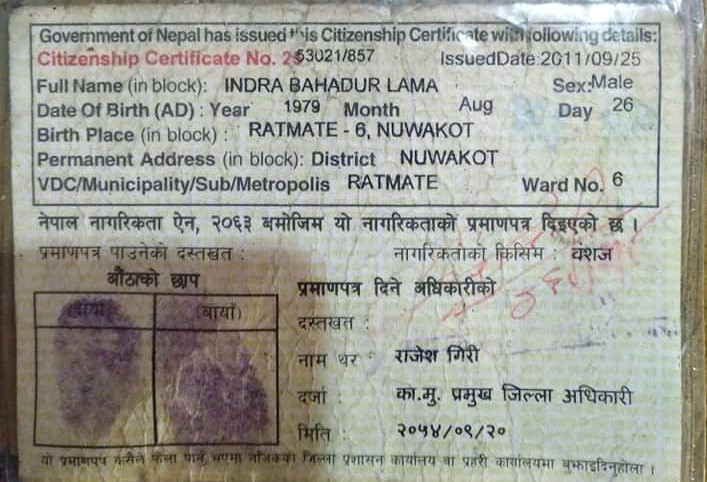 Government of Nepal has issued this Citizenship Certificate with following details:
Citizenship Certificate No. 253021/857 Issued Date: 2011/09/25
Full Name (in block): INDRA BAHADUR LAMA Sex: Male
Date Of Birth (AD) : Year 1979 Month Aug Day 26
Birth Place (in block) : RATMATE - 6, NUWAKOT
Permanent Address (in block): District NUWAKOT
VDC/Municipality/Sub/Metropolis RATMATE Ward No. 6
नेपाल नागरिकता ऐन, २०६३ बमोजिम यो नागरिकताको प्रमाणपत्र दिइएको छ ।
प्रमाणपत्र पाउनेको दस्तखत : नागरिकताको किसिम : वंशज
औंठाको छाप
प्रमाणपत्र दिने अधिकारीको
(दायाँ) (बायाँ)
दस्तखत :
नाम थर : राजेश गिरी
दर्जा : का.मु. प्रमुख जिल्ला अधिकारी
मिति : २०५४/०९/२०
यो प्रमाणपत्र कसैले फेला पारे भएमा नजिकको जिल्ला प्रशासन कार्यालय वा प्रहरी कार्यालयमा बुझाइदिनुहोला ।